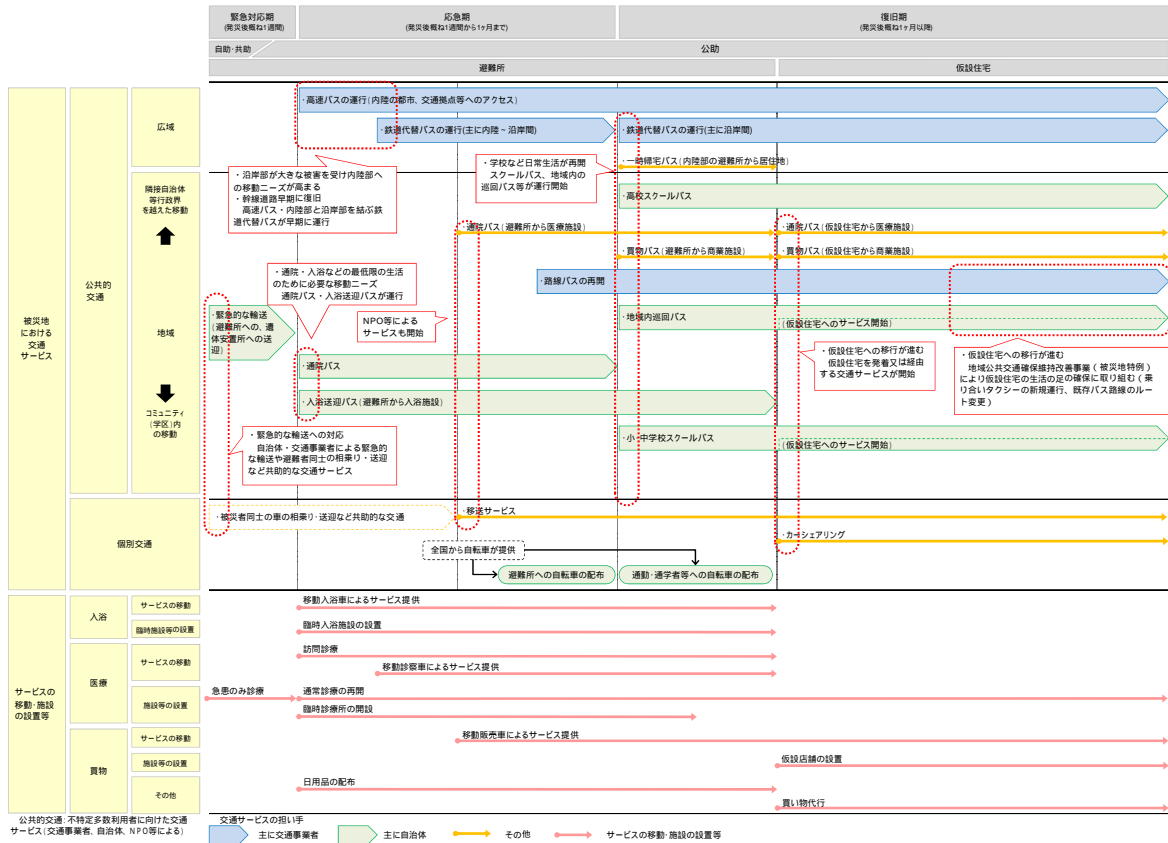 緊急対応期
(発災後概ね1週間)
応急期
(発災後概ね1週間から1ヶ月まで)
復旧期
(発災後概ね1ヶ月以降)
自助・共助
公助
避難所
仮設住宅
被災地
における
交通
サービス
公共的
交通
広域
隣接自治体
等行政界
を越えた移動
地域
コミュニティ
(学区)内
の移動
個別交通
・高速バスの運行(内陸の都市、交通拠点等へのアクセス)
・鉄道代替バスの運行(主に内陸~沿岸間)
・鉄道代替バスの運行(主に沿岸間)
・一時帰宅バス(内陸部の避難所から居住地)
・学校など日常生活が再開
スクールバス、地域内の
巡回バス等が運行開始
・沿岸部が大きな被害を受け内陸部へ
の移動ニーズが高まる
・幹線道路早期に復旧
高速バス・内陸部と沿岸部を結ぶ鉄
道代替バスが早期に運行
・高校スクールバス
・通院バス(避難所から医療施設)
・通院バス(仮設住宅から医療施設)
・買物バス(避難所から商業施設)
・買物バス(仮設住宅から商業施設)
・通院・入浴などの最低限の生活
のために必要な移動ニーズ
通院バス・入浴送迎バスが運行
・路線バスの再開
・緊急的な輸送
(避難所への、遺
体安置所への送
迎)
NPO等による
サービスも開始
・地域内巡回バス
(仮設住宅へのサービス開始)
・仮設住宅への移行が進む
仮設住宅を発着又は経由
する交通サービスが開始
・仮設住宅への移行が進む
地域公共交通確保維持改善事業(被災地特例)
により仮設住宅の生活の足の確保に取り組む(乗
り合いタクシーの新規運行、既存バス路線のルート
変更)
・通院バス
・入浴送迎バス(避難所から入浴施設)
・緊急的な輸送への対応
自治体・交通事業者による緊急的
な輸送や避難者同士の相乗り・送迎
など共助的な交通サービス
・小・中学校スクールバス
(仮設住宅へのサービス開始)
・被災者同士の車の相乗り・送迎など共助的な交通
・移送サービス
・カーシェアリング
全国から自転車が提供
避難所への自転車の配布
通勤・通学者等への自転車の配布
サービスの
移動・施設
の設置等
入浴
サービスの移動
移動入浴車によるサービス提供
臨時施設等の設置
臨時入浴施設の設置
医療
サービスの移動
訪問診療
移動診察車によるサービス提供
施設等の設置
急患のみ診療
通常診療の再開
臨時診療所の開設
買物
サービスの移動
移動販売車によるサービス提供
施設等の設置
仮設店舗の設置
その他
日用品の配布
買い物代行
公共的交通:不特定多数利用者に向けた交通
サービス(交通事業者、自治体、NPO等による)
交通サービスの担い手
主に交通事業者
主に自治体
その他
サービスの移動・施設の設置等